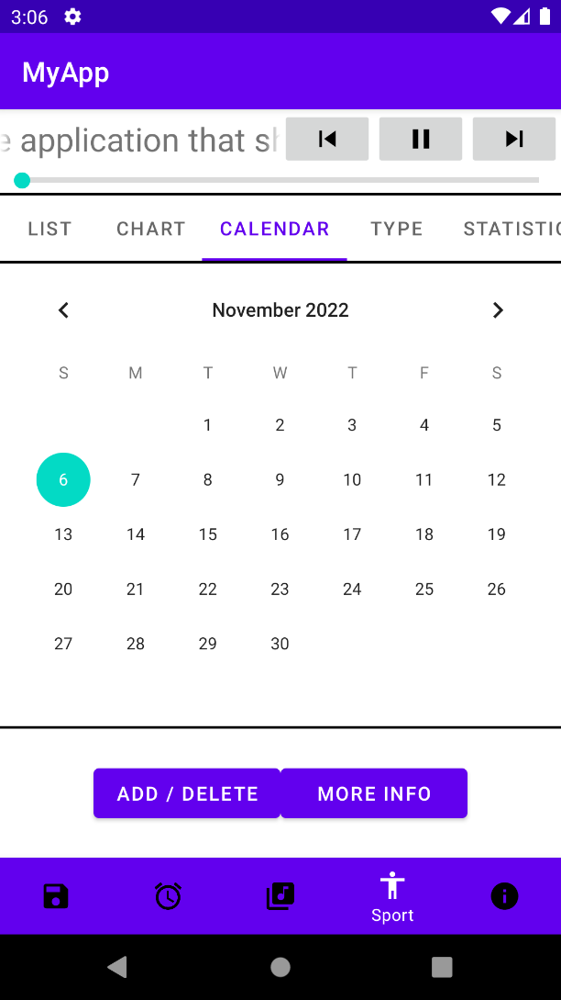 3:06
MyApp
application that
LIST CHART CALENDAR TYPE
November 2022
S M T W T F S
1 2 3 4 5
6 7 8 9 10 11 12
13 14 15 16 17 18 19
20 21 22 23 24 25 26
27 28 29 30
ADD / DELETE MORE INFO
Sport